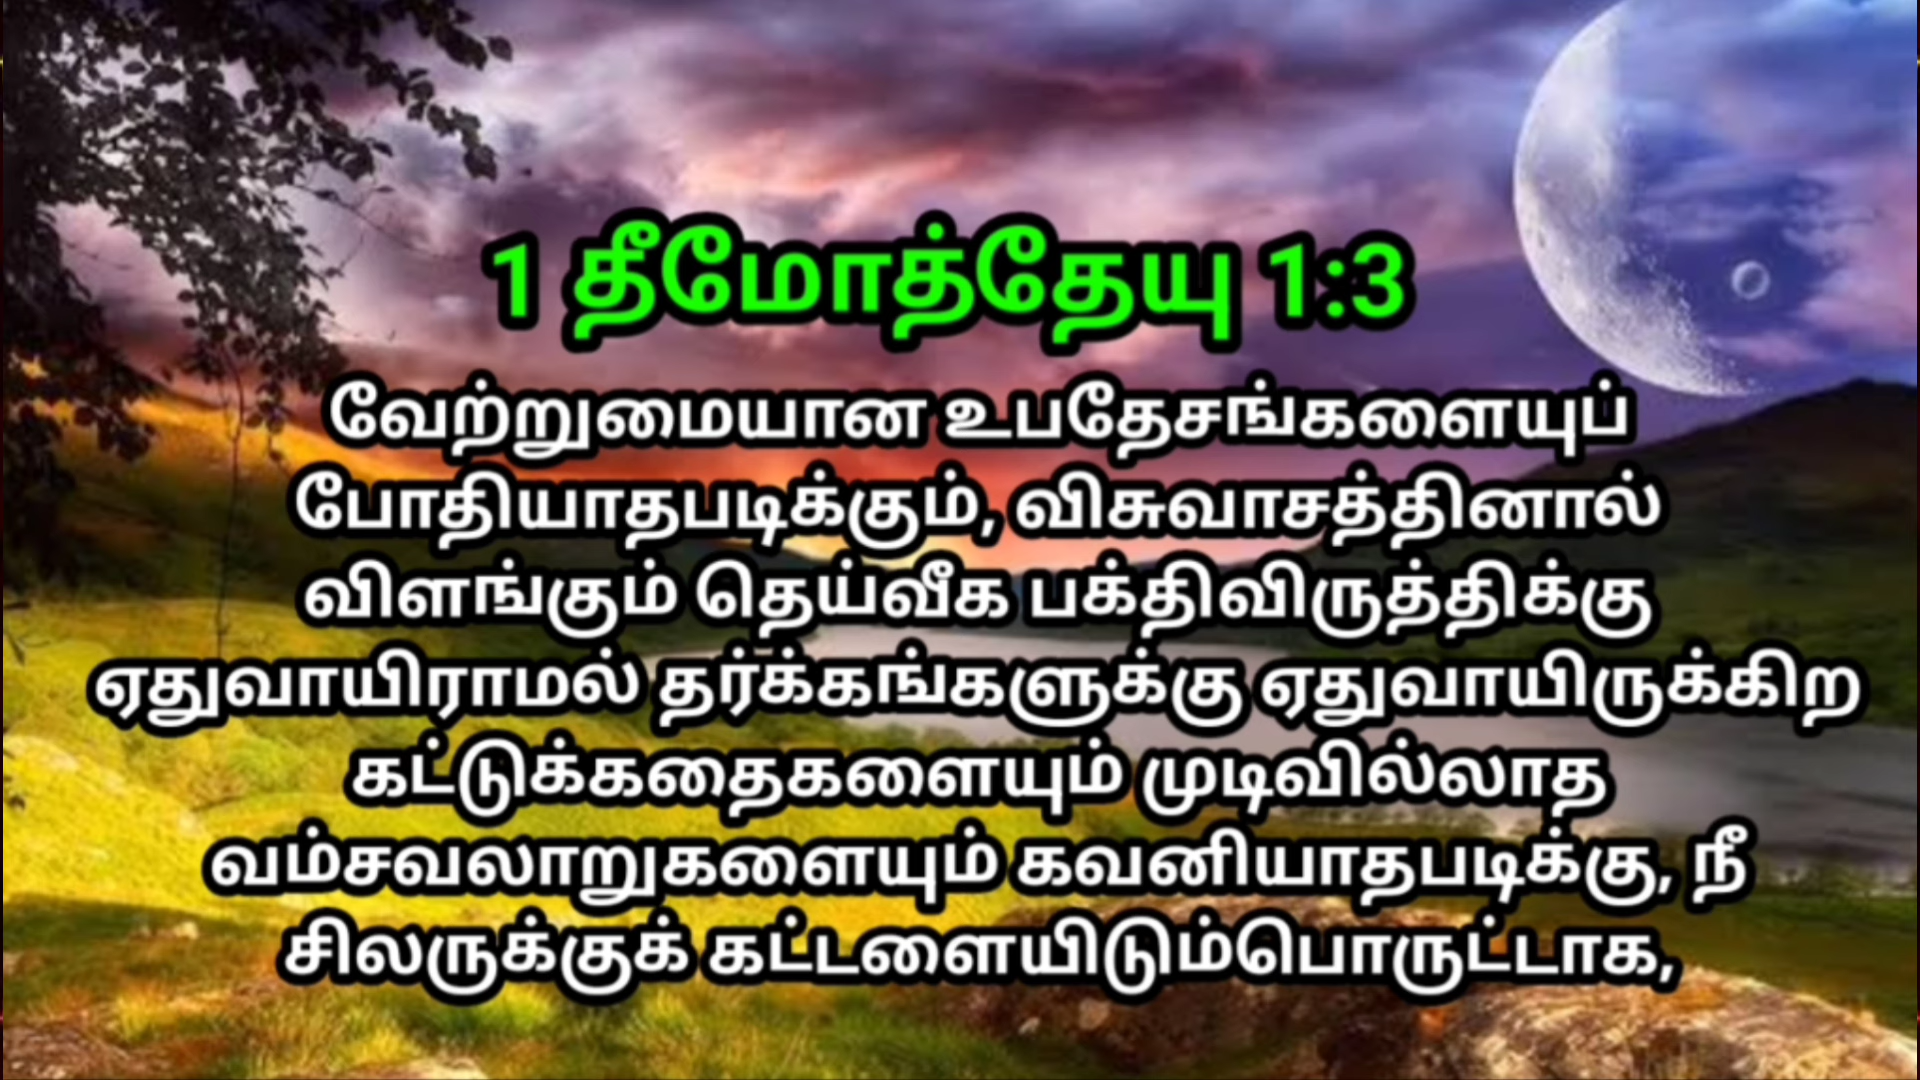 1 தீமோத்தேயு 1:3
வேற்றுமையான உபதேசங்களையுப்
போதியாதபடிக்கும், விசுவாசத்தினால்
விளங்கும் தெய்வீக பக்திவிருத்திக்கு
ஏதுவாயிராமல் தர்க்கங்களுக்கு ஏதுவாயிருக்கிற
கட்டுக்கதைகளையும் முடிவில்லாத
வம்சவலாறுகளையும் கவனியாதபடிக்கு, நீ
சிலருக்குக் கட்டளையிடும்பொருட்டாக,